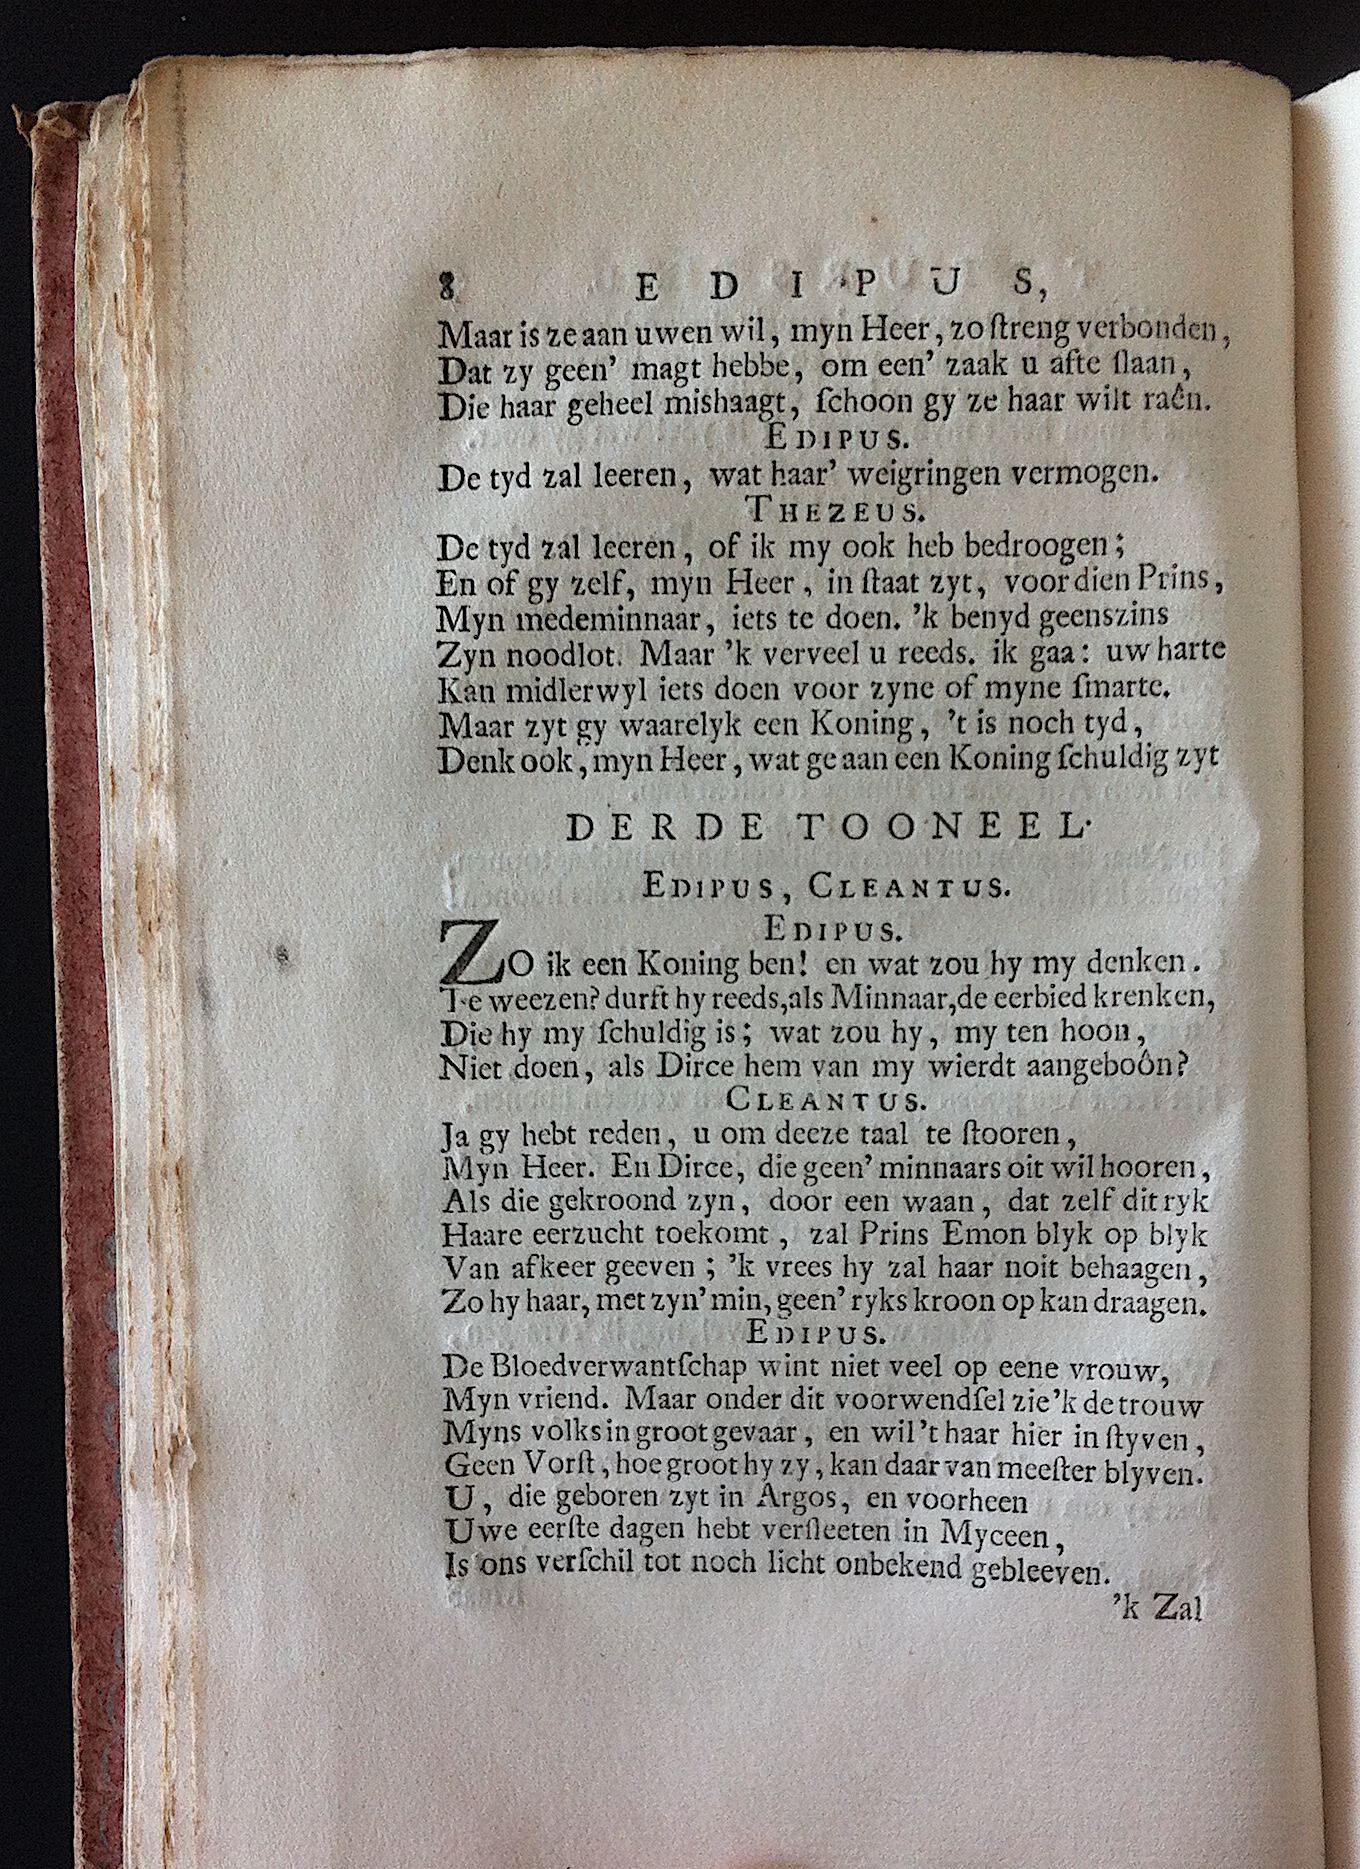 8 EDIPUS,
Maar is ze aan uwen wil, myn Heer, zo ſtreng verbonden,
Dat zy geen' magt hebbe, om een' zaak u afte ſlaan,
Die haar geheel mishaagt, ſchoon gy ze haar wilt raên.
EDIPUS.
De tyd zal leeren, wat haar' weigringen vermogen.
THEZEUS.
De tyd zal leeren, of ik my ook heb bedroogen;
En of gy zelf, myn Heer, in ſtaat zyt, voor dien Prins,
Myn medeminnaar, iets te doen. 'k benyd geenszins
Zyn noodlot. Maar 'k verveel u reeds. ik gaa: uw harte
Kan midlerwyl iets doen voor zyne of myne ſmarte.
Maar zyt gy waarelyk een Koning, 't is noch tyd,
Denk ook, myn Heer, wat ge aan een Koning ſchuldig zyt
DERDE TOONEEL.
EDIPUS, CLEANTUS.
EDIPUS.
ZO ik een Koning ben! en wat zou hy my denken.
Te weezen? durft hy reeds, als Minnaar, de eerbied krenken,
Die hy my ſchuldig is; wat zou hy, my ten hoon,
Niet doen, als Dirce hem van my wierdt aangeboôn?
CLEANTUS.
Ja gy hebt reden, u om deeze taal te ſtooren,
Myn Heer. En Dirce, die geen' minnaars oit wil hooren,
Als die gekroond zyn, door een waan, dat zelf dit ryk
Haare eerzucht toekomt, zal Prins Emon blyk op blyk
Van afkeer geeven; 'k vrees hy zal haar noit behaagen,
Zo hy haar, met zyn' min, geen' ryks kroon op kan draagen.
EDIPUS.
De Bloedverwantſchap wint niet veel op eene vrouw,
Myn vriend. Maar onder dit voorwendſel zie 'k de trouw
Myns volks in groot gevaar, en wil 't haar hier in ſtyven,
Geen Vorſt, hoe groot hy zy, kan daar van meeſter blyven.
U, die geboren zyt in Argos, en voorheen
Uwe eerſte dagen hebt verſleeten in Myceen,
Is ons verſchil tot noch licht onbekend gebleeven.
'k Zal